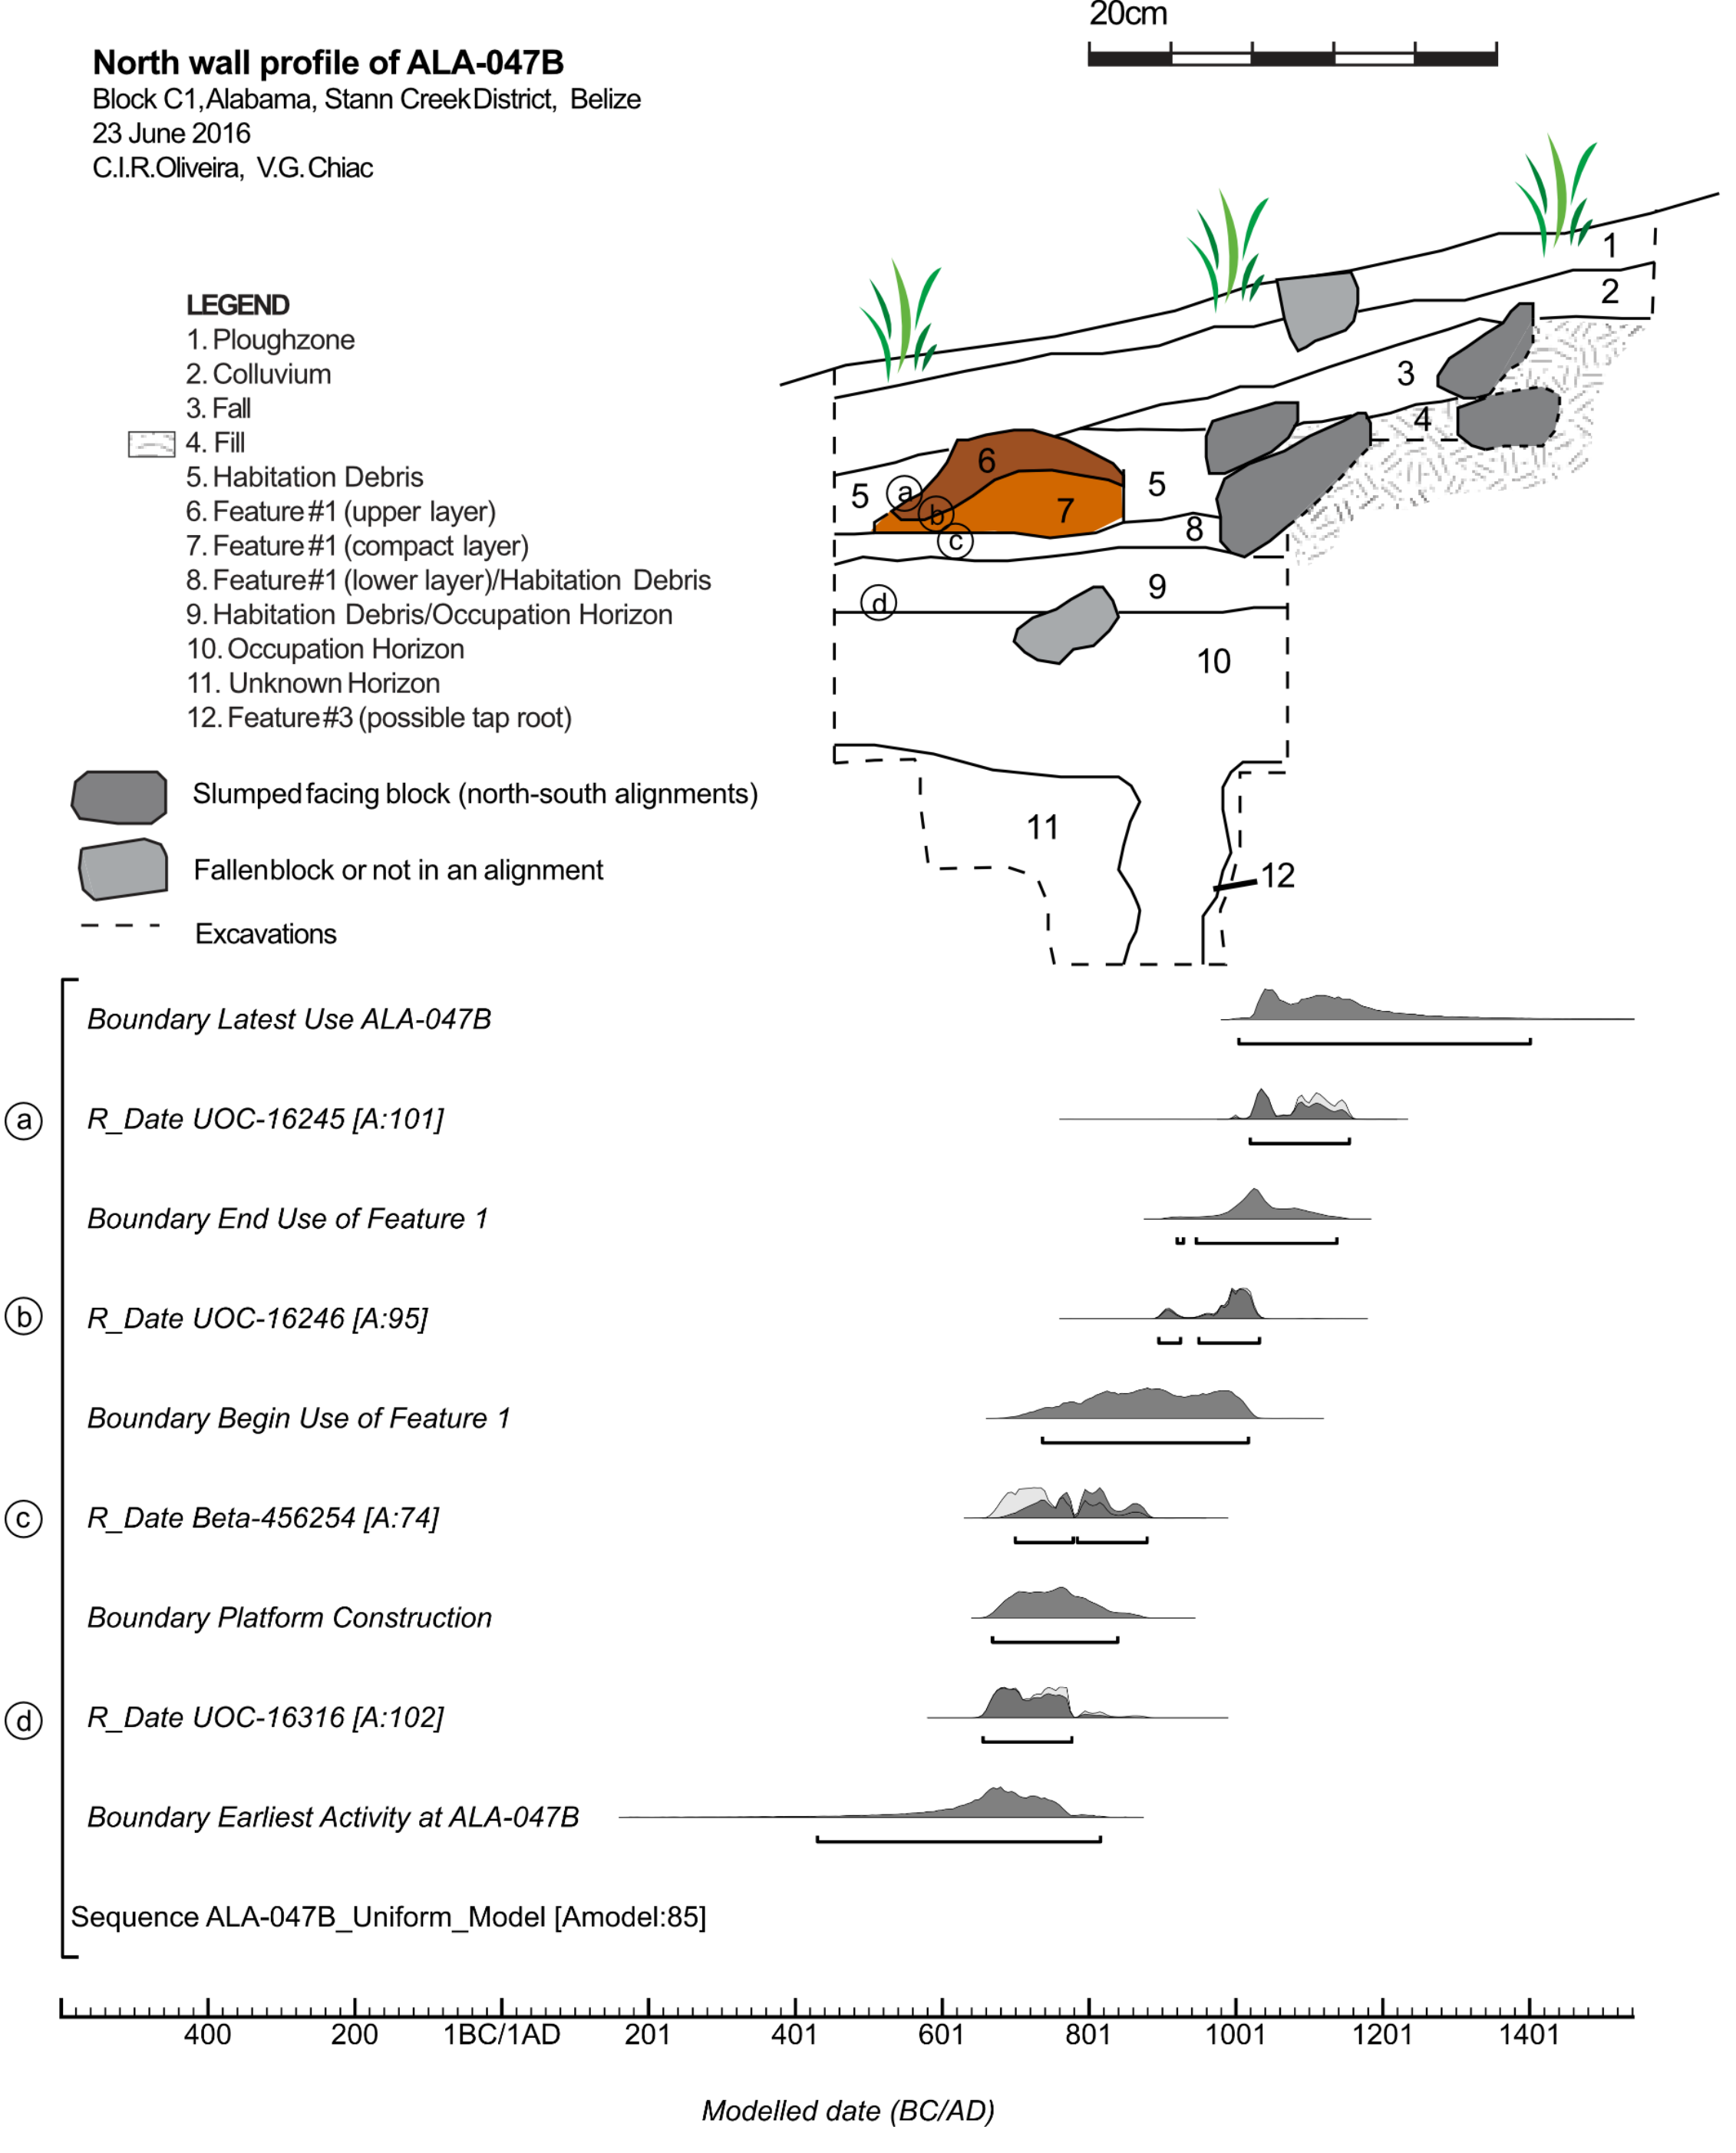 20cm
North wall profile of ALA-047B
Block C1, Alabama, Stann Creek District, Belize
23 June 2016
C.I.R.Oliveira, V.G. Chiac
LEGEND
1. Ploughzone
2. Colluvium
3. Fall
4. Fill
5. Habitation Debris
6. Feature #1 (upper layer)
7. Feature #1 (compact layer)
8. Feature #1 (lower layer)/Habitation Debris
9. Habitation Debris/Occupation Horizon
10. Occupation Horizon
11. Unknown Horizon
12. Feature #3 (possible tap root)
Slumped facing block (north-south alignments)
Fallen block or not in an alignment
Excavations
1
2
3
4
6
5
a
7
5
b
8
c
9
d
10
11
12
Boundary Latest Use ALA-047B
a R_Date UOC-16245 [A:101]
Boundary End Use of Feature 1
b R_Date UOC-16246 [A:95]
Boundary Begin Use of Feature 1
c R_Date Beta-456254 [A:74]
Boundary Platform Construction
d R_Date UOC-16316 [A:102]
Boundary Earliest Activity at ALA-047B
Sequence ALA-047B_Uniform_Model [Amodel:85]
400 200 1BC/1AD 201 401 601 801 1001 1201 1401
Modelled date (BC/AD)